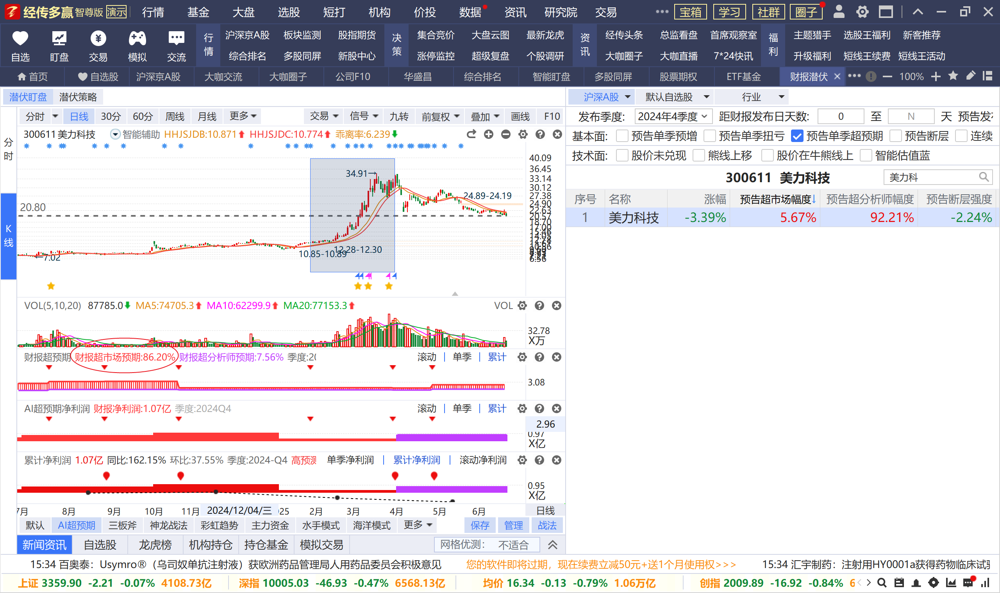 经传多赢 智尊版 演示 行情 基金 大盘 选股 短打 机构 价投 数据 资讯 研究院 交易 宝箱 学习 社群 圈子
自选 盯盘 交易 模拟 交流
行情 沪深京A股 板块监测 股指期货 决策 集合竞价 大盘云图 最新龙虎 资讯 经传头条 总监看盘 首席观察室 福利 主题猎手 选股王福利 新客推荐
综合排名 多股同屏 新股中心 涨停监控 超级复盘 个股调研 大咖圈子 大咖直播 7*24快讯 升级福利 短线王续费 短线王活动
首页 自选股 沪深京A股 大咖交流 大咖圈子 公司F10 华盛昌 综合排名 智能盯盘 多股同屏 股票期权 ETF基金 财报潜伏 100%
潜伏盯盘 潜伏策略
分时 日线 30分 60分 周线 月线 更多 交易 信号 九转 前复权 叠加 画线 F10
分时
K线
300611 美力科技 智能辅助 HHJSJDB:10.871 HHJSJDC:10.774 乖离率:6.239
40.09
36.45
34.91→
33.14
30.12
27.38
24.89-24.19
24.90
22.63
20.80
20.57
18.70
17.00
15.46
14.05
12.28-12.30
10.85-10.89
←7.02
6.56
VOL(5,10,20) 87785.0 MA5:74705.3 MA10:62299.9 MA20:77153.3 VOL
32.78
X万
财报超预期 财报超市场预期:86.20% 财报超分析师预期:7.56% 季度:20 滚动 | 单季 | 累计
3.08
AI超预期净利润 财报净利润:1.07亿 季度:2024Q4 滚动 | 单季 | 累计
2.96
0.97
X亿
累计净利润 1.07亿 同比:162.15% 环比:37.55% 季度:2024-Q4 高预测 单季净利润 | 累计净利润 | 滚动净利润
0.95
X亿
7月 8月 9月 10月 11月 2024/12/04/三 025 2月 3月 4月 5月 6月 日线
默认 AI超预期 三板斧 神龙战法 彩虹趋势 主力资金 水手模式 海洋模式 更多 保存 管理 战法
新闻资讯 自选股 龙虎榜 机构持仓 持仓基金 模拟交易 网格优测: 不适合
沪深A股 默认自选股 行业
发布季度: 2024年4季度 距财报发布日天数: 0 至 N 天 预告发布
基本面: 预告单季预增 预告单季扭亏 预告单季超预期 预告断层 连续
技术面: 股价未兑现 熊线上移 股价在牛熊线上 智能估值蓝
300611 美力科技 美力科
序号 名称 涨幅 预告超市场幅度↓ 预告超分析师幅度 预告断层强度
1 美力科技 -3.39% 5.67% 92.21% -2.24%
15:34 百奥泰：Usymro®（乌司奴单抗注射液）获欧洲药品管理局人用药品委员会积极意见 您的软件即将过期，现在续费立减50元+送1个月使用权>>> 15:34 汇宇制药：注射用HY0001a获得药物临床试验
上证 3359.90 -2.21 -0.07% 4108.73亿 深指 10005.03 -46.93 -0.47% 6568.13亿 均价 16.34 -0.13 -0.79% 1.06万亿 创指 2009.89 -16.92 -0.84% 6